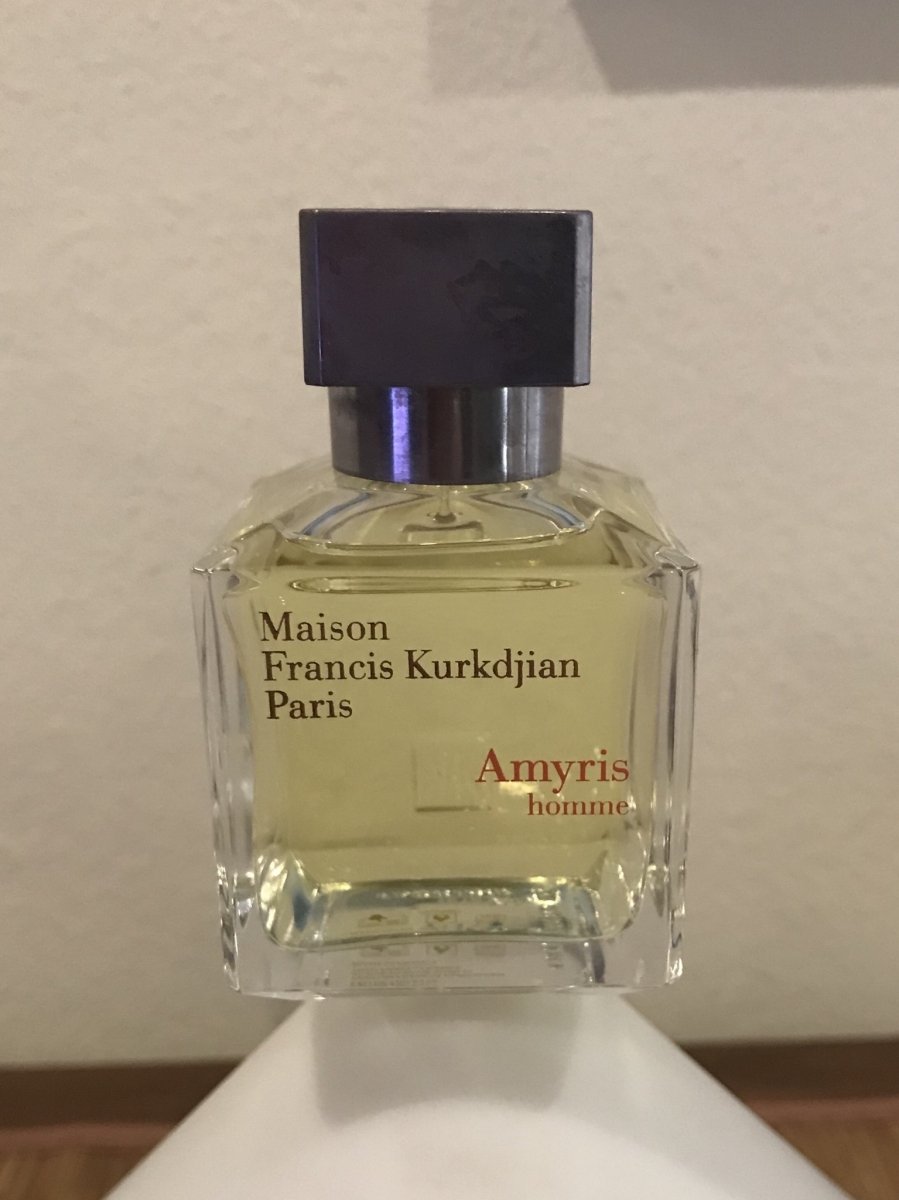 Maison
Francis Kurkdjian
Paris
Amyris
homme